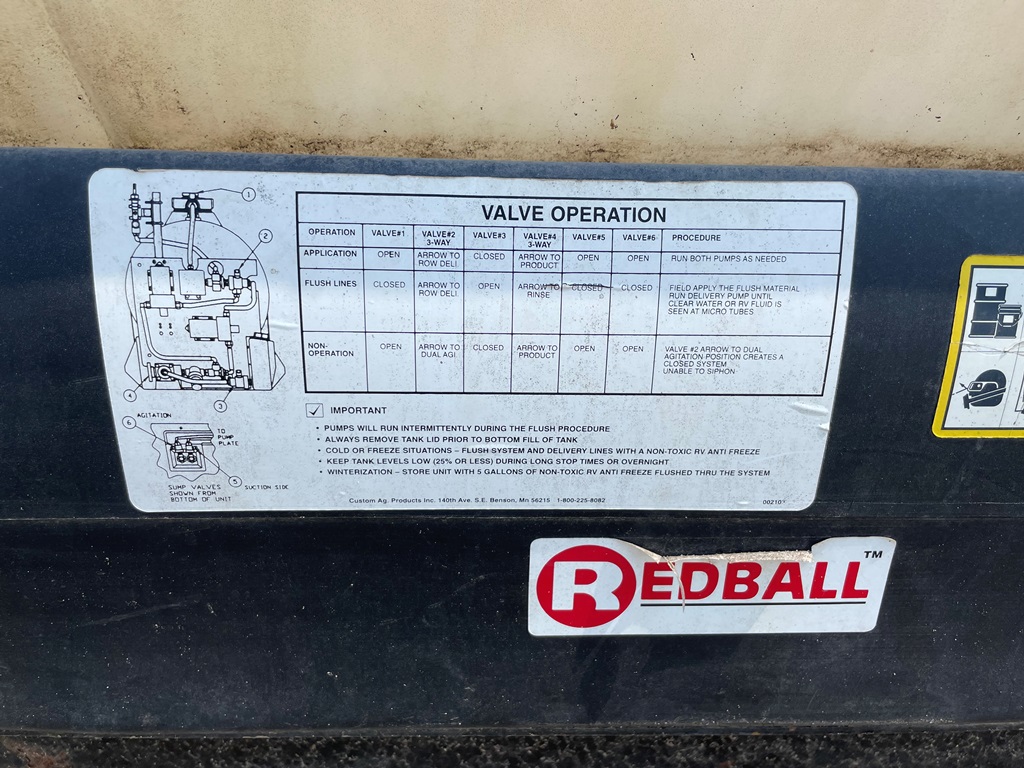 1
2
4
3
AGITATION
6
TO
PUMP
PLATE
5
SUCTION SIDE
SUMP VALVES
SHOWN FROM
BOTTOM OF UNIT
VALVE OPERATION
OPERATION VALVE#1 VALVE#2 3-WAY VALVE#3 VALVE#4 3-WAY VALVE#5 VALVE#6 PROCEDURE
APPLICATION OPEN ARROW TO ROW DELI. CLOSED ARROW TO PRODUCT OPEN OPEN RUN BOTH PUMPS AS NEEDED
FLUSH LINES CLOSED ARROW TO ROW DELI. OPEN ARROW TO RINSE CLOSED CLOSED FIELD APPLY THE FLUSH MATERIAL
RUN DELIVERY PUMP UNTIL
CLEAR WATER OR RV FLUID IS
SEEN AT MICRO TUBES
NON-OPERATION OPEN ARROW TO DUAL AGI. CLOSED ARROW TO PRODUCT OPEN OPEN VALVE #2 ARROW TO DUAL
AGITATION POSITION CREATES A
CLOSED SYSTEM
UNABLE TO SIPHON
✓ IMPORTANT
• PUMPS WILL RUN INTERMITTENTLY DURING THE FLUSH PROCEDURE
• ALWAYS REMOVE TANK LID PRIOR TO BOTTOM FILL OF TANK
• COLD OR FREEZE SITUATIONS – FLUSH SYSTEM AND DELIVERY LINES WITH A NON-TOXIC RV ANTI FREEZE
• KEEP TANK LEVELS LOW (25% OR LESS) DURING LONG STOP TIMES OR OVERNIGHT
• WINTERIZATION – STORE UNIT WITH 5 GALLONS OF NON-TOXIC RV ANTI FREEZE FLUSHED THRU THE SYSTEM
Custom Ag. Products Inc. 140th Ave. S.E. Benson, Mn 56215 1-800-225-8082
REDBALL™